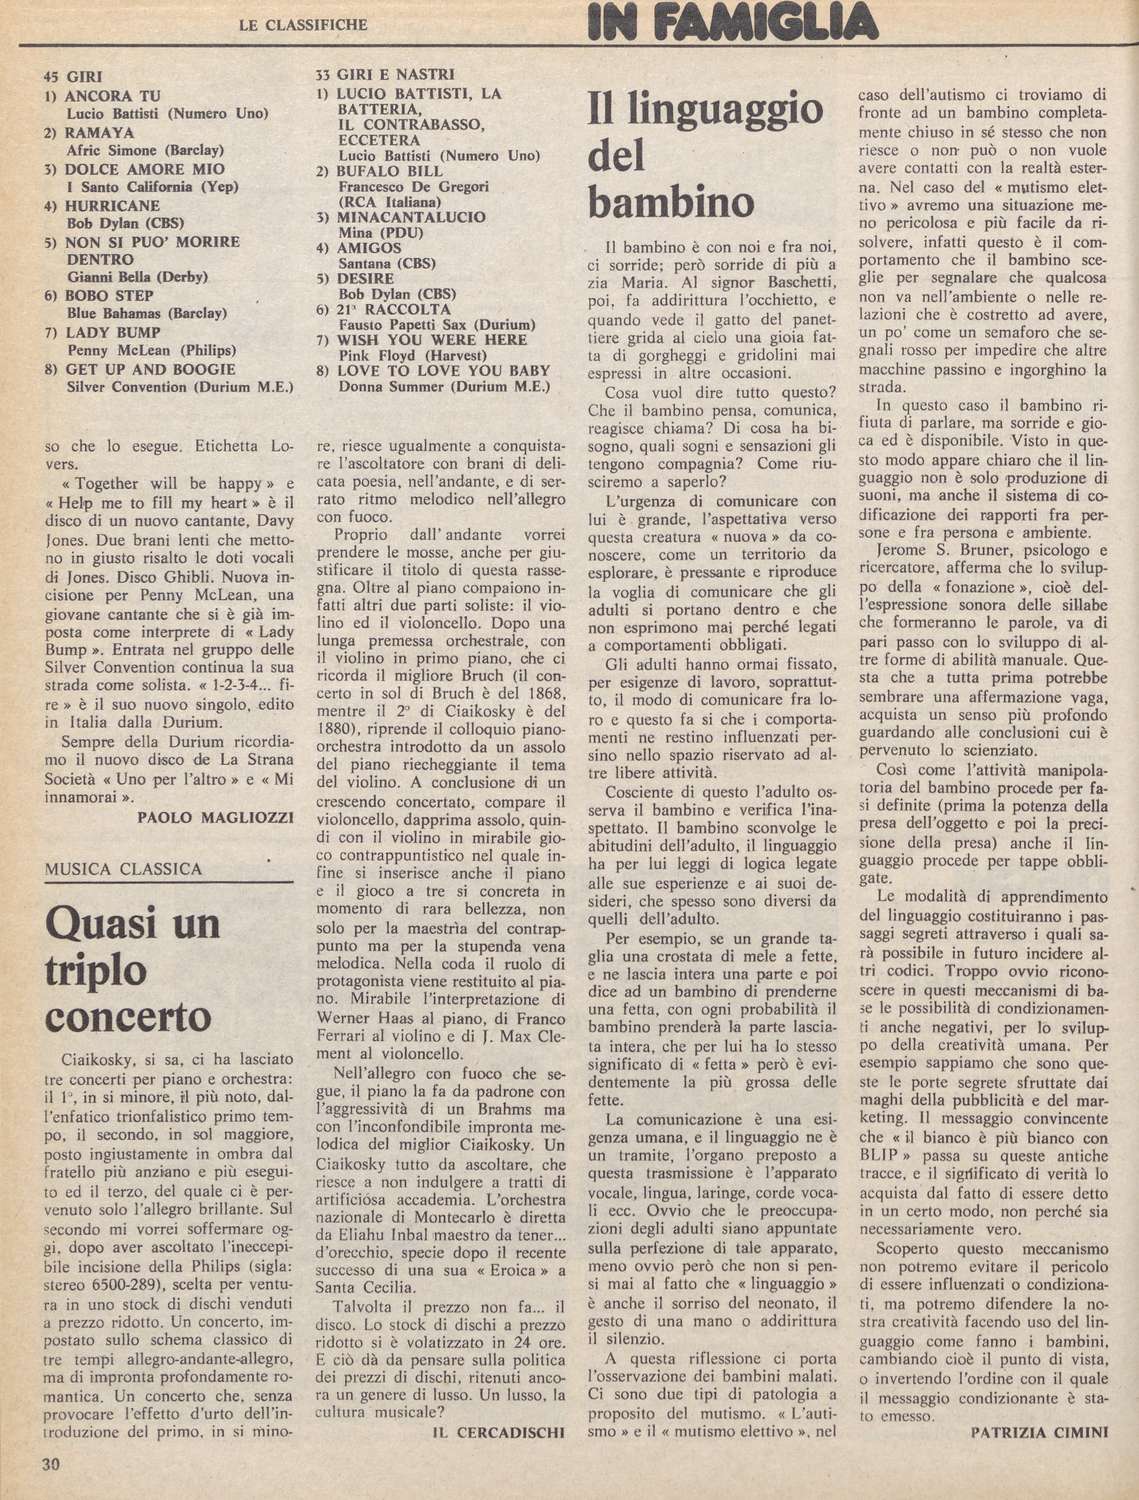 LE CLASSIFICHE
IN FAMIGLIA
45 GIRI
1) ANCORA TU
Lucio Battisti (Numero Uno)
2) RAMAYA
Afric Simone (Barclay)
3) DOLCE AMORE MIO
I Santo California (Yep)
4) HURRICANE
Bob Dylan (CBS)
5) NON SI PUO' MORIRE
DENTRO
Gianni Bella (Derby)
6) BOBO STEP
Blue Bahamas (Barclay)
7) LADY BUMP
Penny McLean (Philips)
8) GET UP AND BOOGIE
Silver Convention (Durium M.E.)
33 GIRI E NASTRI
1) LUCIO BATTISTI, LA
BATTERIA,
IL CONTRABASSO,
ECCETERA
Lucio Battisti (Numero Uno)
2) BUFALO BILL
Francesco De Gregori
(RCA Italiana)
3) MINACANTALUCIO
Mina (PDU)
4) AMIGOS
Santana (CBS)
5) DESIRE
Bob Dylan (CBS)
6) 21ª RACCOLTA
Fausto Papetti Sax (Durium)
7) WISH YOU WERE HERE
Pink Floyd (Harvest)
8) LOVE TO LOVE YOU BABY
Donna Summer (Durium M.E.)
so che lo esegue. Etichetta Lo-
vers.
« Together will be happy » e
« Help me to fill my heart » è il
disco di un nuovo cantante, Davy
Jones. Due brani lenti che metto-
no in giusto risalto le doti vocali
di Jones. Disco Ghibli. Nuova in-
cisione per Penny McLean, una
giovane cantante che si è già im-
posta come interprete di « Lady
Bump ». Entrata nel gruppo delle
Silver Convention continua la sua
strada come solista. « 1-2-3-4... fi-
re » è il suo nuovo singolo, edito
in Italia dalla Durium.
Sempre della Durium ricordia-
mo il nuovo disco de La Strana
Società « Uno per l'altro » e « Mi
innamorai ».
PAOLO MAGLIOZZI
MUSICA CLASSICA
Quasi un
triplo
concerto
Ciaikosky, si sa, ci ha lasciato
tre concerti per piano e orchestra:
il 1°, in si minore, il più noto, dal-
l'enfatico trionfalistico primo tem-
po, il secondo, in sol maggiore,
posto ingiustamente in ombra dal
fratello più anziano e più esegui-
to ed il terzo, del quale ci è per-
venuto solo l'allegro brillante. Sul
secondo mi vorrei soffermare og-
gi, dopo aver ascoltato l'ineccepi-
bile incisione della Philips (sigla:
stereo 6500-289), scelta per ventu-
ra in uno stock di dischi venduti
a prezzo ridotto. Un concerto, im-
postato sullo schema classico di
tre tempi allegro-andante-allegro,
ma di impronta profondamente ro-
mantica. Un concerto che, senza
provocare l'effetto d'urto dell'in-
troduzione del primo, in si mino-
re, riesce ugualmente a conquista-
re l'ascoltatore con brani di deli-
cata poesia, nell'andante, e di ser-
rato ritmo melodico nell'allegro
con fuoco.
Proprio dall'andante vorrei
prendere le mosse, anche per giu-
stificare il titolo di questa rasse-
gna. Oltre al piano compaiono in-
fatti altri due parti soliste: il vio-
lino ed il violoncello. Dopo una
lunga premessa orchestrale, con
il violino in primo piano, che ci
ricorda il migliore Bruch (il con-
certo in sol di Bruch è del 1868,
mentre il 2° di Ciaikosky è del
1880), riprende il colloquio piano-
orchestra introdotto da un assolo
del piano riecheggiante il tema
del violino. A conclusione di un
crescendo concertato, compare il
violoncello, dapprima assolo, quin-
di con il violino in mirabile gio-
co contrappuntistico nel quale in-
fine si inserisce anche il piano
e il gioco a tre si concreta in
momento di rara bellezza, non
solo per la maestria del contrap-
punto ma per la stupenda vena
melodica. Nella coda il ruolo di
protagonista viene restituito al pia-
no. Mirabile l'interpretazione di
Werner Haas al piano, di Franco
Ferrari al violino e di J. Max Cle-
ment al violoncello.
Nell'allegro con fuoco che se-
gue, il piano la fa da padrone con
l'aggressività di un Brahms ma
con l'inconfondibile impronta me-
lodica del miglior Ciaikosky. Un
Ciaikosky tutto da ascoltare, che
riesce a non indulgere a tratti di
artificiosa accademia. L'orchestra
nazionale di Montecarlo è diretta
da Eliahu Inbal maestro da tener...
d'orecchio, specie dopo il recente
successo di una sua « Eroica » a
Santa Cecilia.
Talvolta il prezzo non fa... il
disco. Lo stock di dischi a prezzo
ridotto si è volatizzato in 24 ore.
E ciò dà da pensare sulla politica
dei prezzi di dischi, ritenuti anco-
ra un genere di lusso. Un lusso, la
cultura musicale?
IL CERCADISCHI
Il linguaggio
del
bambino
Il bambino è con noi e fra noi,
ci sorride; però sorride di più a
zia Maria. Al signor Baschetti,
poi, fa addirittura l'occhietto, e
quando vede il gatto del panet-
tiere grida al cielo una gioia fat-
ta di gorgheggi e gridolini mai
espressi in altre occasioni.
Cosa vuol dire tutto questo?
Che il bambino pensa, comunica,
reagisce chiama? Di cosa ha bi-
sogno, quali sogni e sensazioni gli
tengono compagnia? Come riu-
sciremo a saperlo?
L'urgenza di comunicare con
lui è grande, l'aspettativa verso
questa creatura « nuova » da co-
noscere, come un territorio da
esplorare, è pressante e riproduce
la voglia di comunicare che gli
adulti si portano dentro e che
non esprimono mai perché legati
a comportamenti obbligati.
Gli adulti hanno ormai fissato,
per esigenze di lavoro, soprattut-
to, il modo di comunicare fra lo-
ro e questo fa si che i comporta-
menti ne restino influenzati per-
sino nello spazio riservato ad al-
tre libere attività.
Cosciente di questo l'adulto os-
serva il bambino e verifica l'ina-
spettato. Il bambino sconvolge le
abitudini dell'adulto, il linguaggio
ha per lui leggi di logica legate
alle sue esperienze e ai suoi de-
sideri, che spesso sono diversi da
quelli dell'adulto.
Per esempio, se un grande ta-
glia una crostata di mele a fette,
e ne lascia intera una parte e poi
dice ad un bambino di prenderne
una fetta, con ogni probabilità il
bambino prenderà la parte lascia-
ta intera, che per lui ha lo stesso
significato di « fetta » però è evi-
dentemente la più grossa delle
fette.
La comunicazione è una esi-
genza umana, e il linguaggio ne è
un tramite, l'organo preposto a
questa trasmissione è l'apparato
vocale, lingua, laringe, corde voca-
li ecc. Ovvio che le preoccupa-
zioni degli adulti siano appuntate
sulla perfezione di tale apparato,
meno ovvio però che non si pen-
si mai al fatto che « linguaggio »
è anche il sorriso del neonato, il
gesto di una mano o addirittura
il silenzio.
A questa riflessione ci porta
l'osservazione dei bambini malati.
Ci sono due tipi di patologia a
proposito del mutismo. « L'auti-
smo » e il « mutismo elettivo », nel
caso dell'autismo ci troviamo di
fronte ad un bambino completa-
mente chiuso in sé stesso che non
riesce o non può o non vuole
avere contatti con la realtà ester-
na. Nel caso del « mutismo elet-
tivo » avremo una situazione me-
no pericolosa e più facile da ri-
solvere, infatti questo è il com-
portamento che il bambino sce-
glie per segnalare che qualcosa
non va nell'ambiente o nelle re-
lazioni che è costretto ad avere,
un po' come un semaforo che se-
gnali rosso per impedire che altre
macchine passino e ingorghino la
strada.
In questo caso il bambino ri-
fiuta di parlare, ma sorride e gio-
ca ed è disponibile. Visto in que-
sto modo appare chiaro che il lin-
guaggio non è solo produzione di
suoni, ma anche il sistema di co-
dificazione dei rapporti fra per-
sone e fra persona e ambiente.
Jerome S. Bruner, psicologo e
ricercatore, afferma che lo svilup-
po della « fonazione », cioè del-
l'espressione sonora delle sillabe
che formeranno le parole, va di
pari passo con lo sviluppo di al-
tre forme di abilità manuale. Que-
sta che a tutta prima potrebbe
sembrare una affermazione vaga,
acquista un senso più profondo
guardando alle conclusioni cui è
pervenuto lo scienziato.
Così come l'attività manipola-
toria del bambino procede per fa-
si definite (prima la potenza della
presa dell'oggetto e poi la preci-
sione della presa) anche il lin-
guaggio procede per tappe obbli-
gate.
Le modalità di apprendimento
del linguaggio costituiranno i pas-
saggi segreti attraverso i quali sa-
rà possibile in futuro incidere al-
tri codici. Troppo ovvio ricono-
scere in questi meccanismi di ba-
se le possibilità di condizionamen-
ti anche negativi, per lo svilup-
po della creatività umana. Per
esempio sappiamo che sono que-
ste le porte segrete sfruttate dai
maghi della pubblicità e del mar-
keting. Il messaggio convincente
che « il bianco è più bianco con
BLIP » passa su queste antiche
tracce, e il significato di verità lo
acquista dal fatto di essere detto
in un certo modo, non perché sia
necessariamente vero.
Scoperto questo meccanismo
non potremo evitare il pericolo
di essere influenzati o condiziona-
ti, ma potremo difendere la no-
stra creatività facendo uso del lin-
guaggio come fanno i bambini,
cambiando cioè il punto di vista,
o invertendo l'ordine con il quale
il messaggio condizionante è sta-
to emesso.
PATRIZIA CIMINI
30